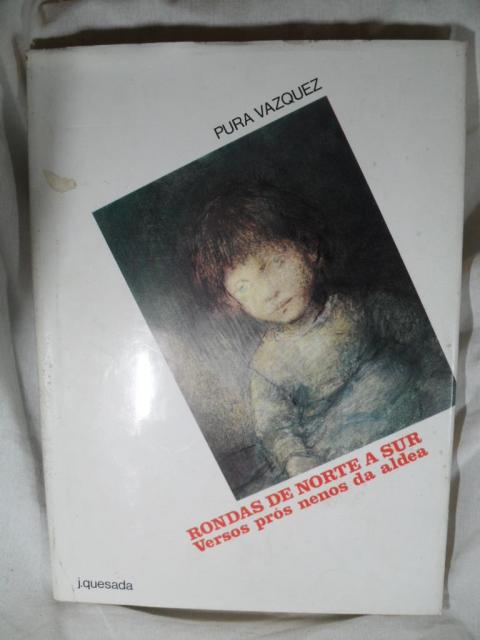 PURA VAZQUEZ
RONDAS DE NORTE A SUR
Versos prós nenos da aldea
j.quesada